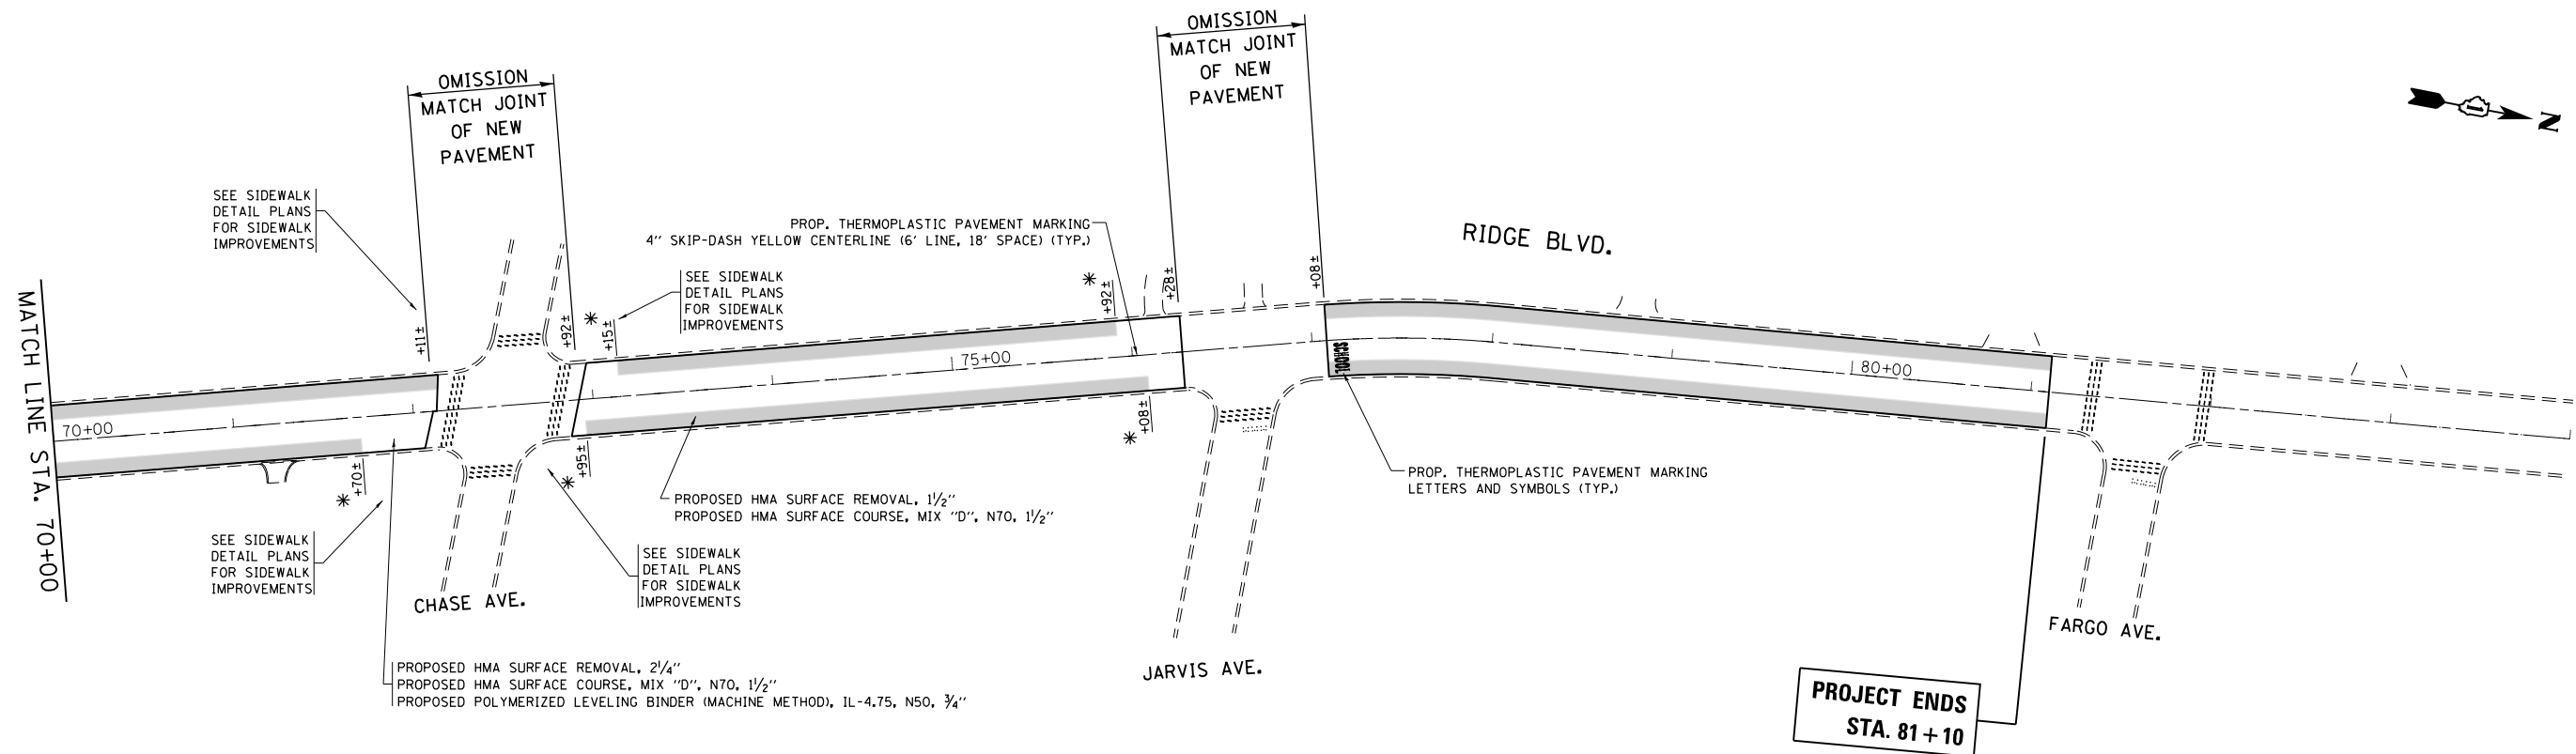 OMISSION
MATCH JOINT
OF NEW
PAVEMENT
OMISSION
MATCH JOINT
OF NEW
PAVEMENT
N
SEE SIDEWALK
DETAIL PLANS
FOR SIDEWALK
IMPROVEMENTS
PROP. THERMOPLASTIC PAVEMENT MARKING
4'' SKIP-DASH YELLOW CENTERLINE (6' LINE, 18' SPACE) (TYP.)
RIDGE BLVD.
SEE SIDEWALK
DETAIL PLANS
FOR SIDEWALK
IMPROVEMENTS
MATCH LINE STA. 70+00
+11±
+92±
* +15±
* +92±
+28±
+08±
70+00
75+00
80+00
SCHOOL
* +70±
* +95±
* +08±
PROP. THERMOPLASTIC PAVEMENT MARKING
LETTERS AND SYMBOLS (TYP.)
PROPOSED HMA SURFACE REMOVAL, 1½''
PROPOSED HMA SURFACE COURSE, MIX "D", N70, 1½''
SEE SIDEWALK
DETAIL PLANS
FOR SIDEWALK
IMPROVEMENTS
SEE SIDEWALK
DETAIL PLANS
FOR SIDEWALK
IMPROVEMENTS
CHASE AVE.
JARVIS AVE.
FARGO AVE.
PROPOSED HMA SURFACE REMOVAL, 2¼''
PROPOSED HMA SURFACE COURSE, MIX "D", N70, 1½''
PROPOSED POLYMERIZED LEVELING BINDER (MACHINE METHOD), IL-4.75, N50, ¾''
PROJECT ENDS
STA. 81+10